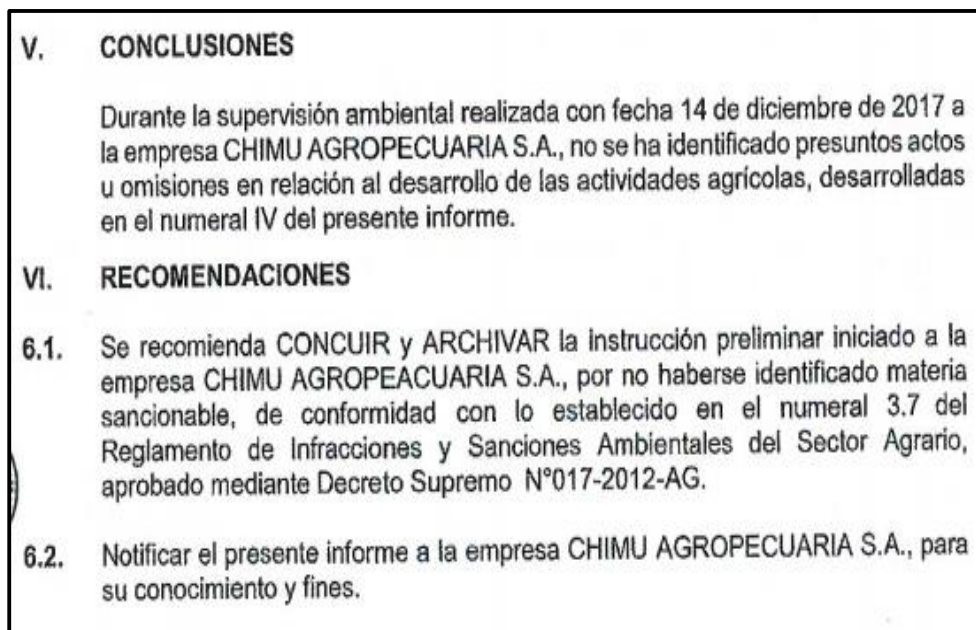 V. CONCLUSIONES
Durante la supervisión ambiental realizada con fecha 14 de diciembre de 2017 a
la empresa CHIMU AGROPECUARIA S.A., no se ha identificado presuntos actos
u omisiones en relación al desarrollo de las actividades agrícolas, desarrolladas
en el numeral IV del presente informe.
VI. RECOMENDACIONES
6.1. Se recomienda CONCUIR y ARCHIVAR la instrucción preliminar iniciado a la
empresa CHIMU AGROPEACUARIA S.A., por no haberse identificado materia
sancionable, de conformidad con lo establecido en el numeral 3.7 del
Reglamento de Infracciones y Sanciones Ambientales del Sector Agrario,
aprobado mediante Decreto Supremo N°017-2012-AG.
6.2. Notificar el presente informe a la empresa CHIMU AGROPECUARIA S.A., para
su conocimiento y fines.